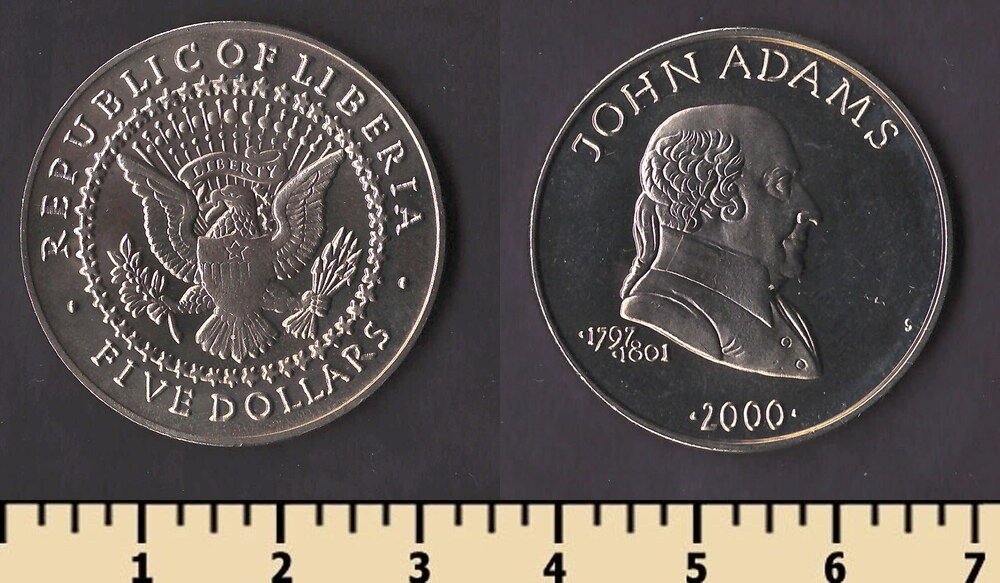 REPUBLIC OF LIBERIA
LIBERTY
FIVE DOLLARS
JOHN ADAMS
·1797
·1801
S
·2000·
1 2 3 4 5 6 7